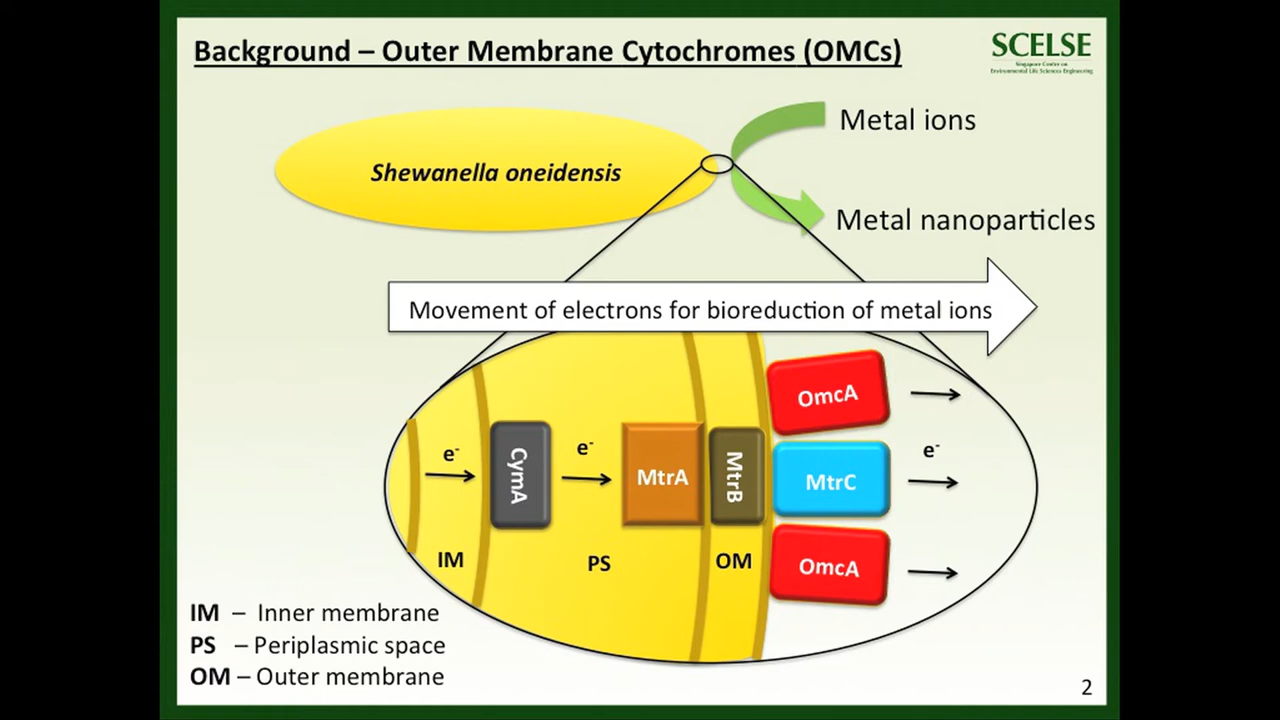 Background – Outer Membrane Cytochromes (OMCs)
SCELSE
Singapore Centre on
Environmental Life Sciences Engineering
Metal ions
Shewanella oneidensis
Metal nanoparticles
Movement of electrons for bioreduction of metal ions
OmcA
e-
e-
e-
CymA
MtrA
MtrB
MtrC
IM
PS
OM
OmcA
IM – Inner membrane
PS – Periplasmic space
OM – Outer membrane
2